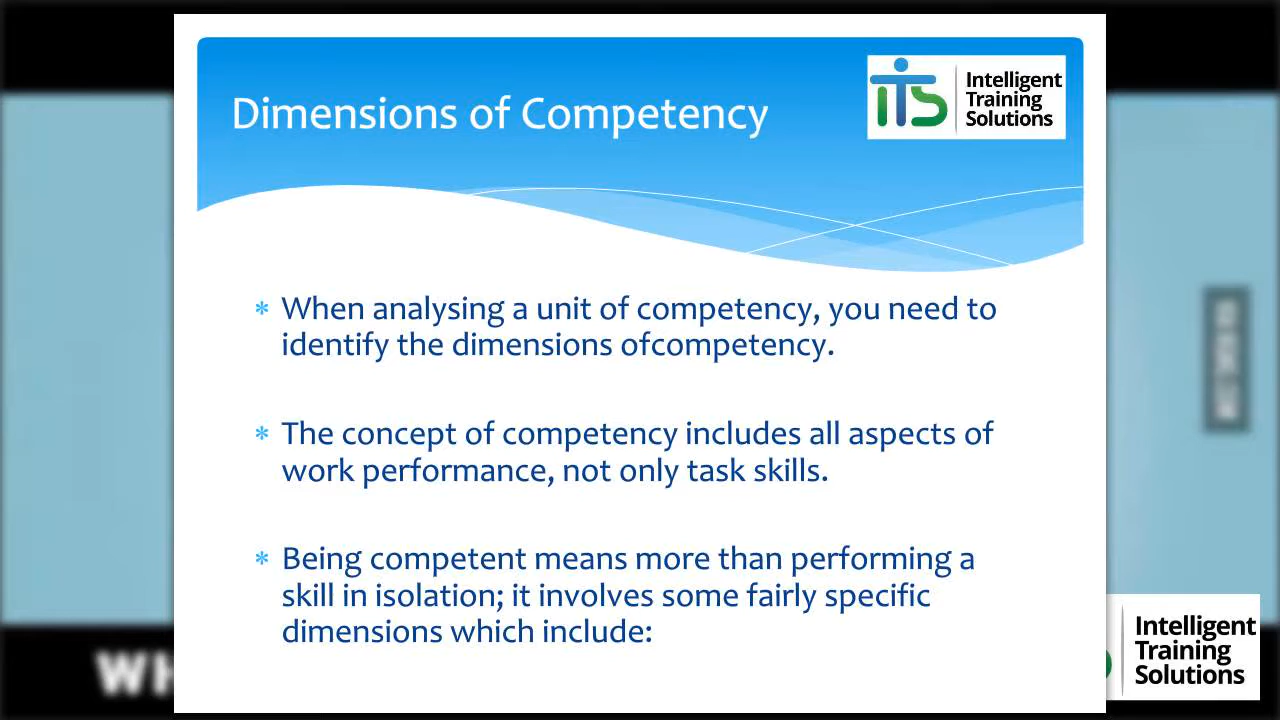 Dimensions of Competency
iTS
Intelligent
Training
Solutions
* When analysing a unit of competency, you need to
identify the dimensions ofcompetency.
* The concept of competency includes all aspects of
work performance, not only task skills.
* Being competent means more than performing a
skill in isolation; it involves some fairly specific
dimensions which include:
WH
Intelligent
Training
Solutions